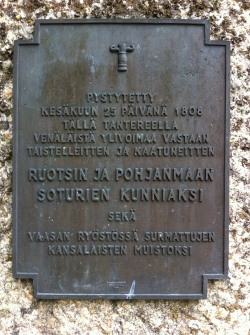 PYSTYTETTY
KESÄKUUN 25 PÄIVÄNÄ 1808
TÄLLÄ TANTEREELLA
VENÄLÄISTÄ YLIVOIMAA VASTAAN
TAISTELLEITTEN JA KAATUNEITTEN
RUOTSIN JA POHJANMAAN
SOTURIEN KUNNIAKSI
SEKÄ
VAASAN RYÖSTÖSSÄ SURMATTUJEN
KANSALAISTEN MUISTOKSI